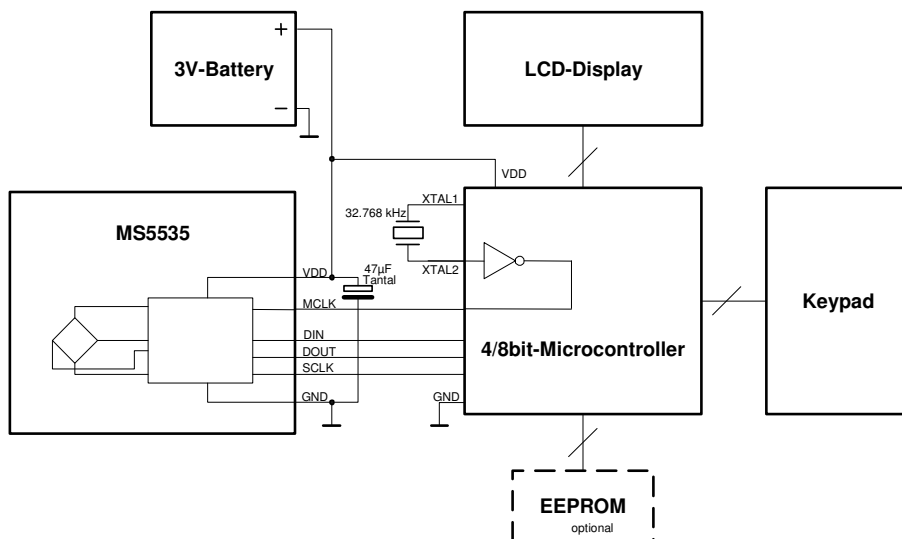 +
3V-Battery
−
LCD-Display
VDD
MS5535
XTAL1
32.768 kHz
XTAL2
47µF
Tantal
VDD
MCLK
DIN
DOUT
SCLK
GND
GND
4/8bit-Microcontroller
Keypad
EEPROM
optional